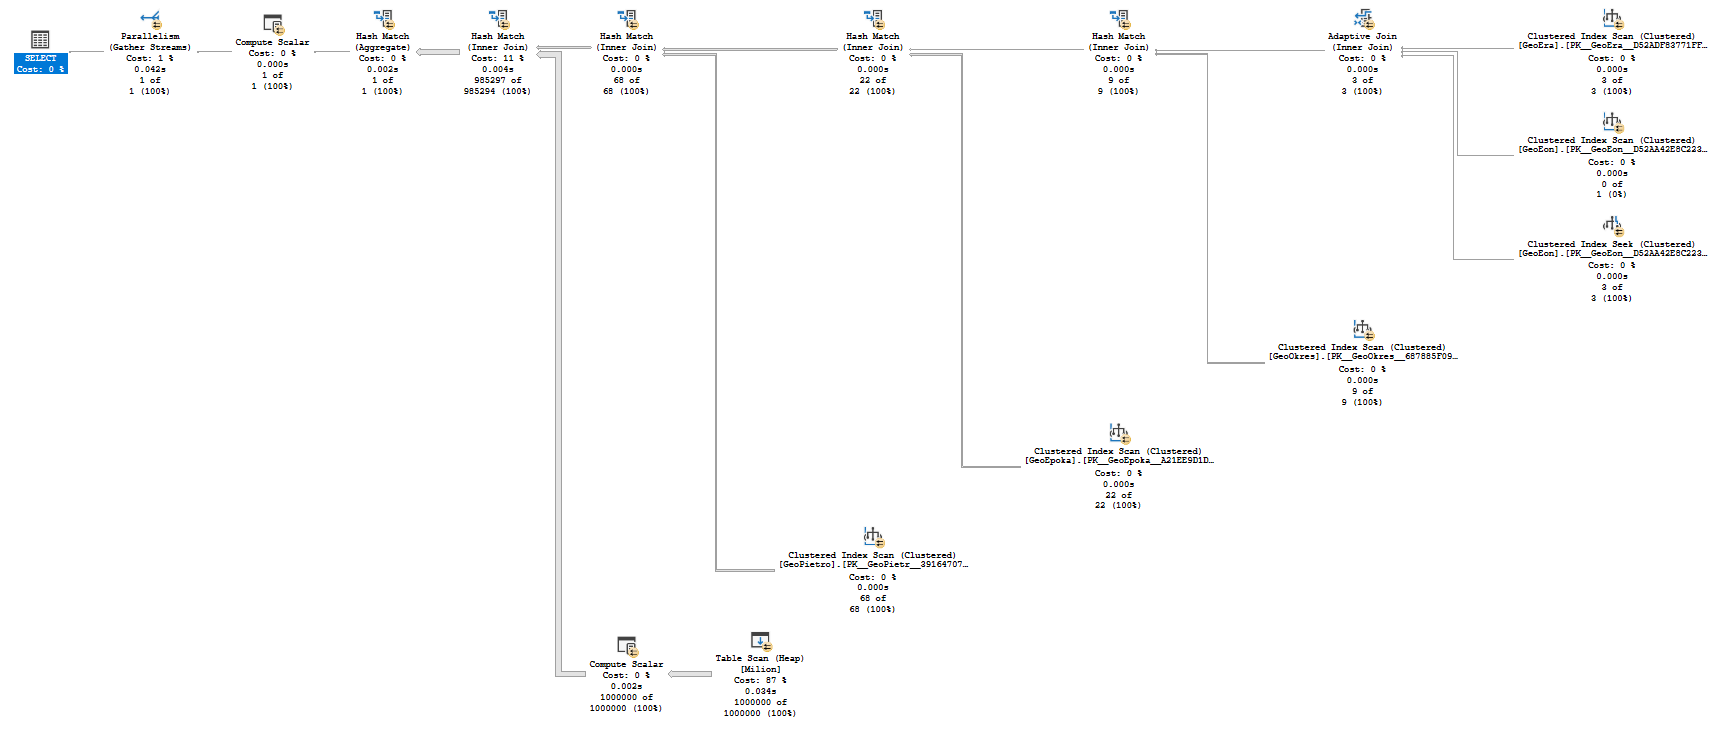 SELECT
Cost: 0 %
Parallelism
(Gather Streams)
Cost: 1 %
0.042s
1 of
1 (100%)
Compute Scalar
Cost: 0 %
0.000s
1 of
1 (100%)
Hash Match
(Aggregate)
Cost: 0 %
0.002s
1 of
1 (100%)
Hash Match
(Inner Join)
Cost: 11 %
0.004s
985297 of
985294 (100%)
Hash Match
(Inner Join)
Cost: 0 %
0.000s
68 of
68 (100%)
Hash Match
(Inner Join)
Cost: 0 %
0.000s
22 of
22 (100%)
Hash Match
(Inner Join)
Cost: 0 %
0.000s
9 of
9 (100%)
Adaptive Join
(Inner Join)
Cost: 0 %
0.000s
3 of
3 (100%)
Clustered Index Scan (Clustered)
[GeoEra].[PK__GeoEra__D52ADF83771FF…
Cost: 0 %
0.000s
3 of
3 (100%)
Clustered Index Scan (Clustered)
[GeoEon].[PK__GeoEon__D52AA42E8C223…
Cost: 0 %
0.000s
0 of
1 (0%)
Clustered Index Seek (Clustered)
[GeoEon].[PK__GeoEon__D52AA42E8C223…
Cost: 0 %
0.000s
3 of
3 (100%)
Clustered Index Scan (Clustered)
[GeoOkres].[PK__GeoOkres__687885F09…
Cost: 0 %
0.000s
9 of
9 (100%)
Clustered Index Scan (Clustered)
[GeoEpoka].[PK__GeoEpoka__A21EE9D1D…
Cost: 0 %
0.000s
22 of
22 (100%)
Clustered Index Scan (Clustered)
[GeoPietro].[PK__GeoPietr__39164707…
Cost: 0 %
0.000s
68 of
68 (100%)
Compute Scalar
Cost: 0 %
0.002s
1000000 of
1000000 (100%)
Table Scan (Heap)
[Milion]
Cost: 87 %
0.034s
1000000 of
1000000 (100%)